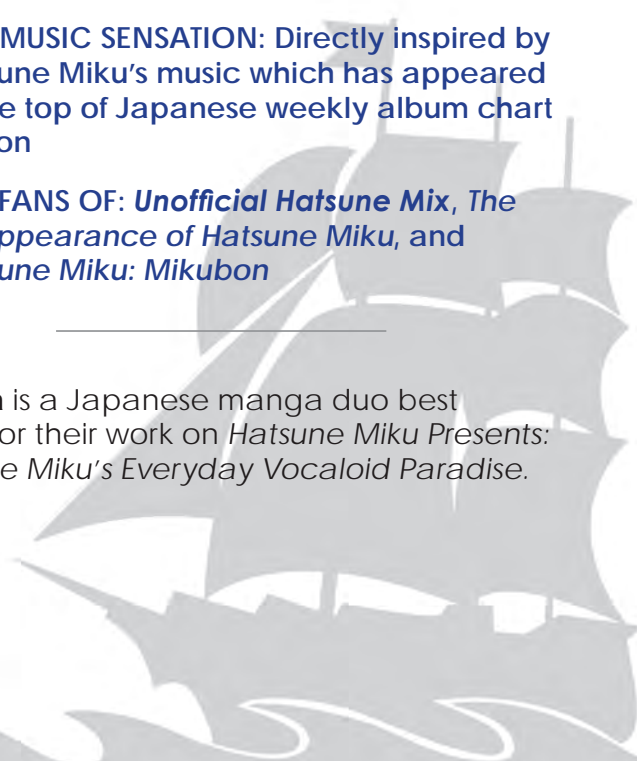 MUSIC SENSATION: Directly inspired by
une Miku's music which has appeared
e top of Japanese weekly album chart
on
FANS OF: Unofficial Hatsune Mix, The
ppearance of Hatsune Miku, and
une Miku: Mikubon
is a Japanese manga duo best
or their work on Hatsune Miku Presents:
e Miku's Everyday Vocaloid Paradise.